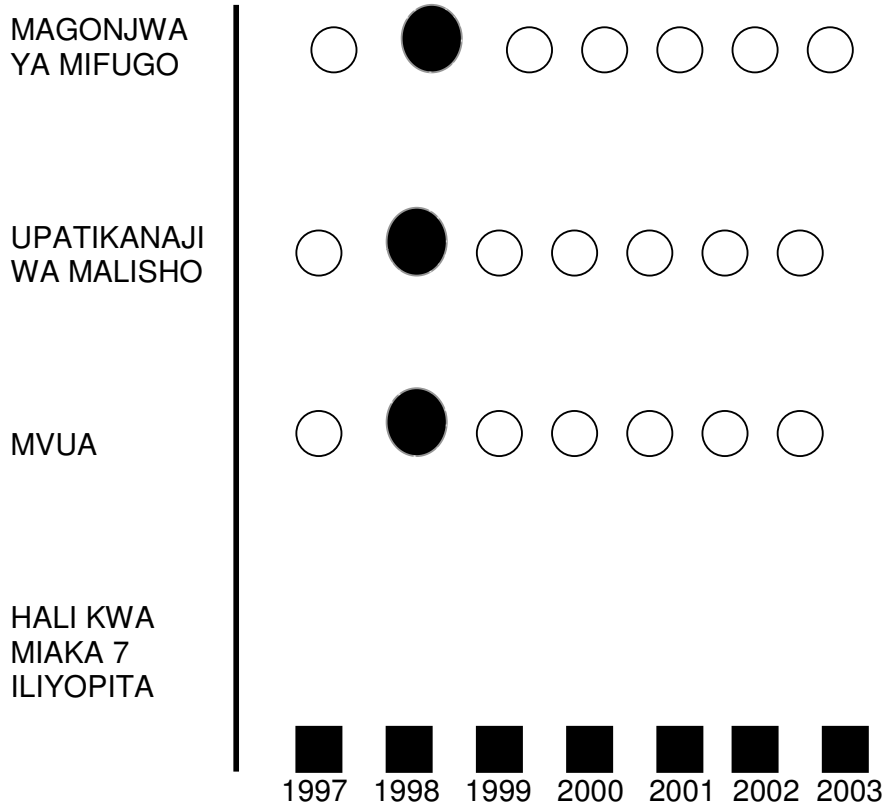 MAGONJWA
YA MIFUGO
UPATIKANAJI
WA MALISHO
MVUA
HALI KWA
MIAKA 7
ILIYOPITA
1997 1998 1999 2000 2001 2002 2003